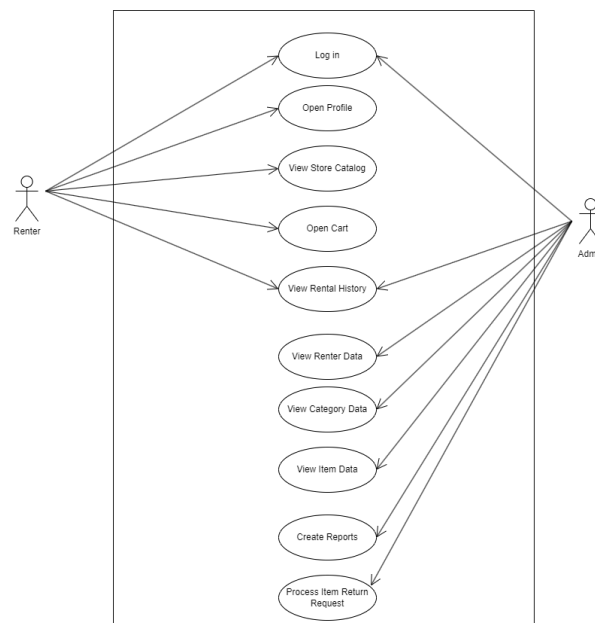 Log in
Open Profile
View Store Catalog
Renter
Open Cart
Adm
View Rental History
View Renter Data
View Category Data
View Item Data
Create Reports
Process Item Return
Request